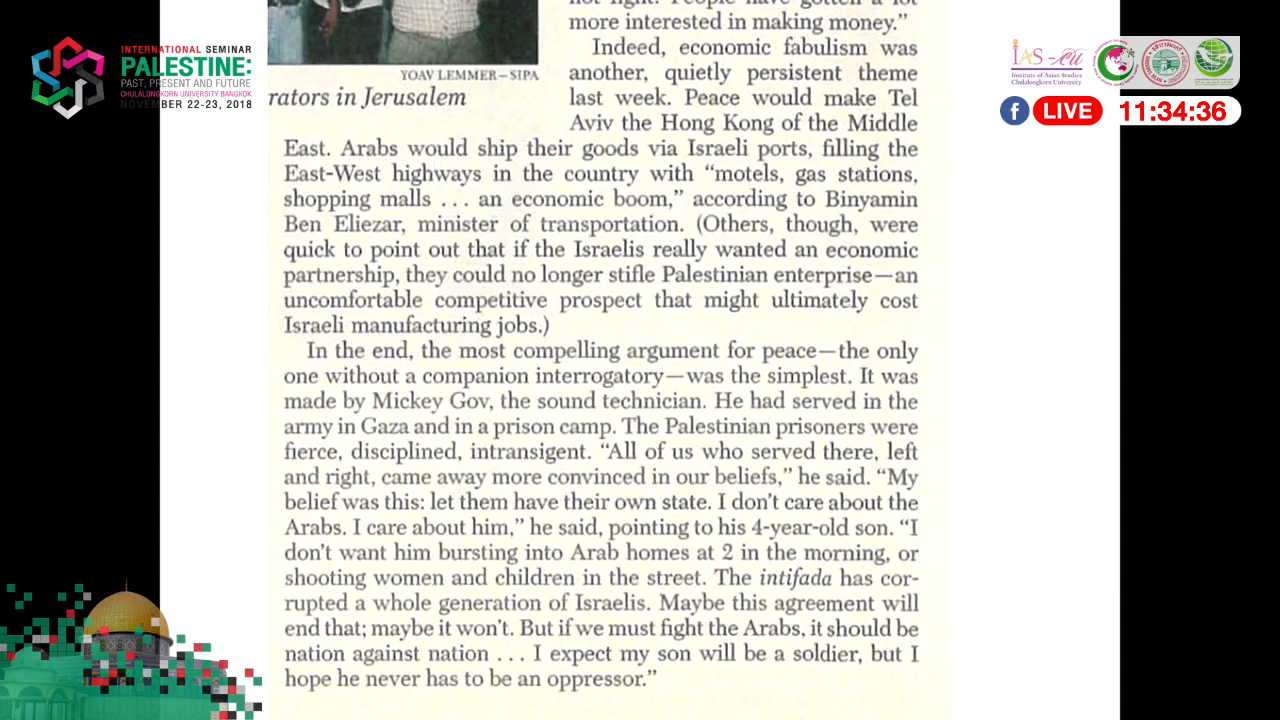 INTERNATIONAL SEMINAR
PALESTINE:
PAST, PRESENT AND FUTURE
CHULALONGKORN UNIVERSITY BANGKOK
NOVEMBER 22-23, 2018
IAS
Institute of Asian Studies
Chulalongkorn University
f LIVE 11:34:36
more interested in making money.”
Indeed, economic fabulism was
another, quietly persistent theme
last week. Peace would make Tel
Aviv the Hong Kong of the Middle
YOAV LEMMER—SIPA
rators in Jerusalem
East. Arabs would ship their goods via Israeli ports, filling the
East-West highways in the country with “motels, gas stations,
shopping malls . . . an economic boom,” according to Binyamin
Ben Eliezar, minister of transportation. (Others, though, were
quick to point out that if the Israelis really wanted an economic
partnership, they could no longer stifle Palestinian enterprise—an
uncomfortable competitive prospect that might ultimately cost
Israeli manufacturing jobs.)
In the end, the most compelling argument for peace—the only
one without a companion interrogatory—was the simplest. It was
made by Mickey Gov, the sound technician. He had served in the
army in Gaza and in a prison camp. The Palestinian prisoners were
fierce, disciplined, intransigent. “All of us who served there, left
and right, came away more convinced in our beliefs,” he said. “My
belief was this: let them have their own state. I don’t care about the
Arabs. I care about him,” he said, pointing to his 4-year-old son. “I
don’t want him bursting into Arab homes at 2 in the morning, or
shooting women and children in the street. The intifada has cor-
rupted a whole generation of Israelis. Maybe this agreement will
end that; maybe it won’t. But if we must fight the Arabs, it should be
nation against nation . . . I expect my son will be a soldier, but I
hope he never has to be an oppressor.”